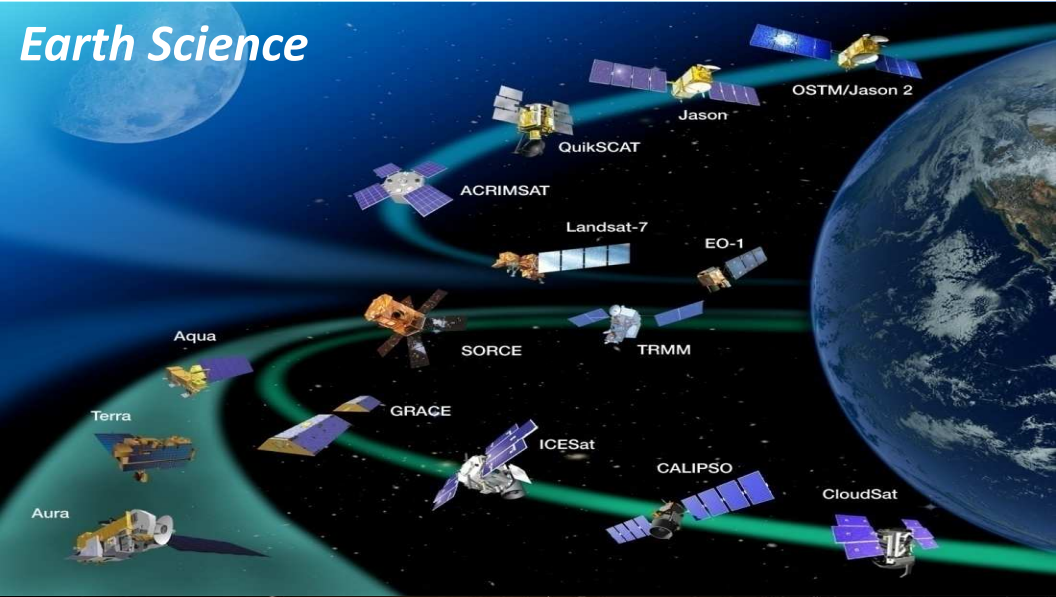 Earth Science
OSTM/Jason 2
Jason
QuikSCAT
ACRIMSAT
Landsat-7
EO-1
SORCE
TRMM
Aqua
GRACE
Terra
ICESat
CALIPSO
CloudSat
Aura